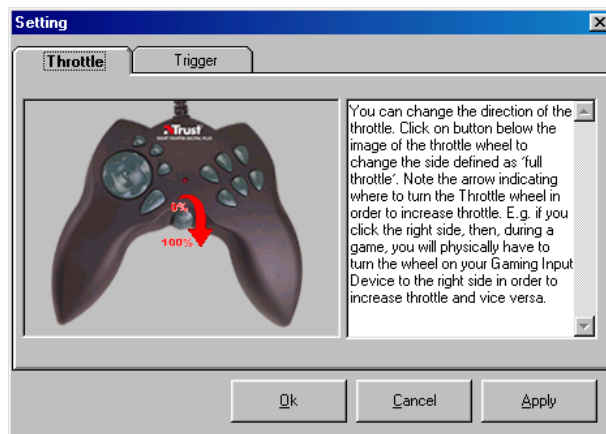 Setting
Throttle
Trigger
Trust
SIGHT FIGHTER DIGITAL PLUS
0%
100%
You can change the direction of the
throttle. Click on button below the
image of the throttle wheel to
change the side defined as 'full
throttle'. Note the arrow indicating
where to turn the Throttle wheel in
order to increase throttle. E.g. if you
click the right side, then, during a
game, you will physically have to
turn the wheel on your Gaming Input
Device to the right side in order to
increase throttle and vice versa.
Ok
Cancel
Apply